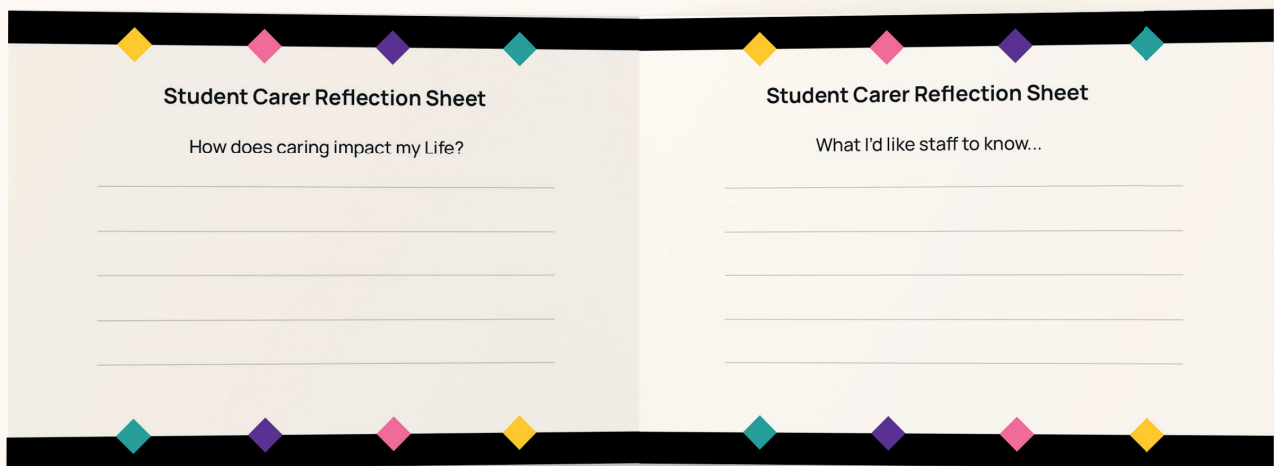 Student Carer Reflection Sheet
How does caring impact my Life?
Student Carer Reflection Sheet
What I'd like staff to know...